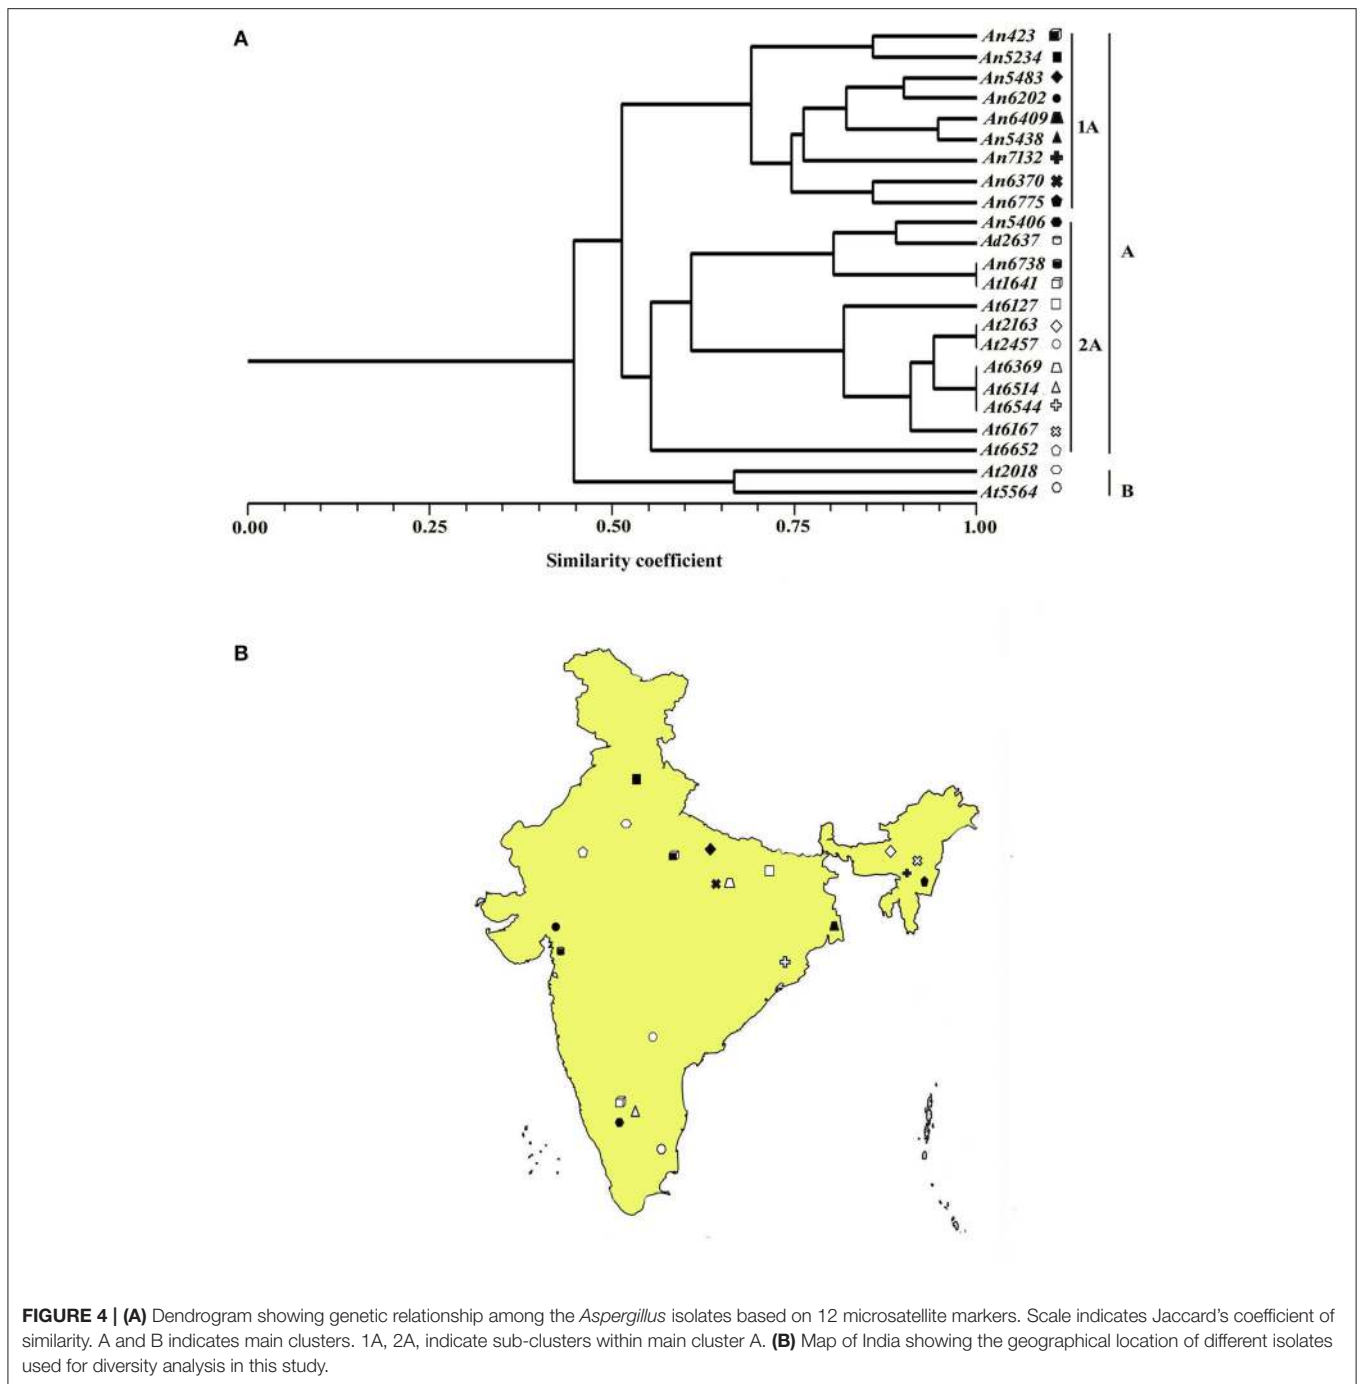 A
An423
An5234
An5483
An6202
An6409
1A
An5438
An7132
An6370
An6775
An5406
Ad2637
A
An6738
At1641
At6127
At2163
At2457
2A
At6369
At6514
At6544
At6167
At6652
At2018
At5564
B
0.00 0.25 0.50 0.75 1.00
Similarity coefficient
B
FIGURE 4 | (A) Dendrogram showing genetic relationship among the Aspergillus isolates based on 12 microsatellite markers. Scale indicates Jaccard's coefficient of
similarity. A and B indicates main clusters. 1A, 2A, indicate sub-clusters within main cluster A. (B) Map of India showing the geographical location of different isolates
used for diversity analysis in this study.